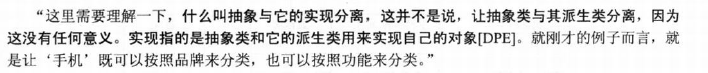 “这里需要理解一下，什么叫抽象与它的实现分离，这并不是说，让抽象类与其派生类分离，因为
这没有任何意义。实现指的是抽象类和它的派生类用来实现自己的对象[DPE]。就刚才的例子而言，就
是让‘手机’既可以按照品牌来分类，也可以按照功能来分类。”